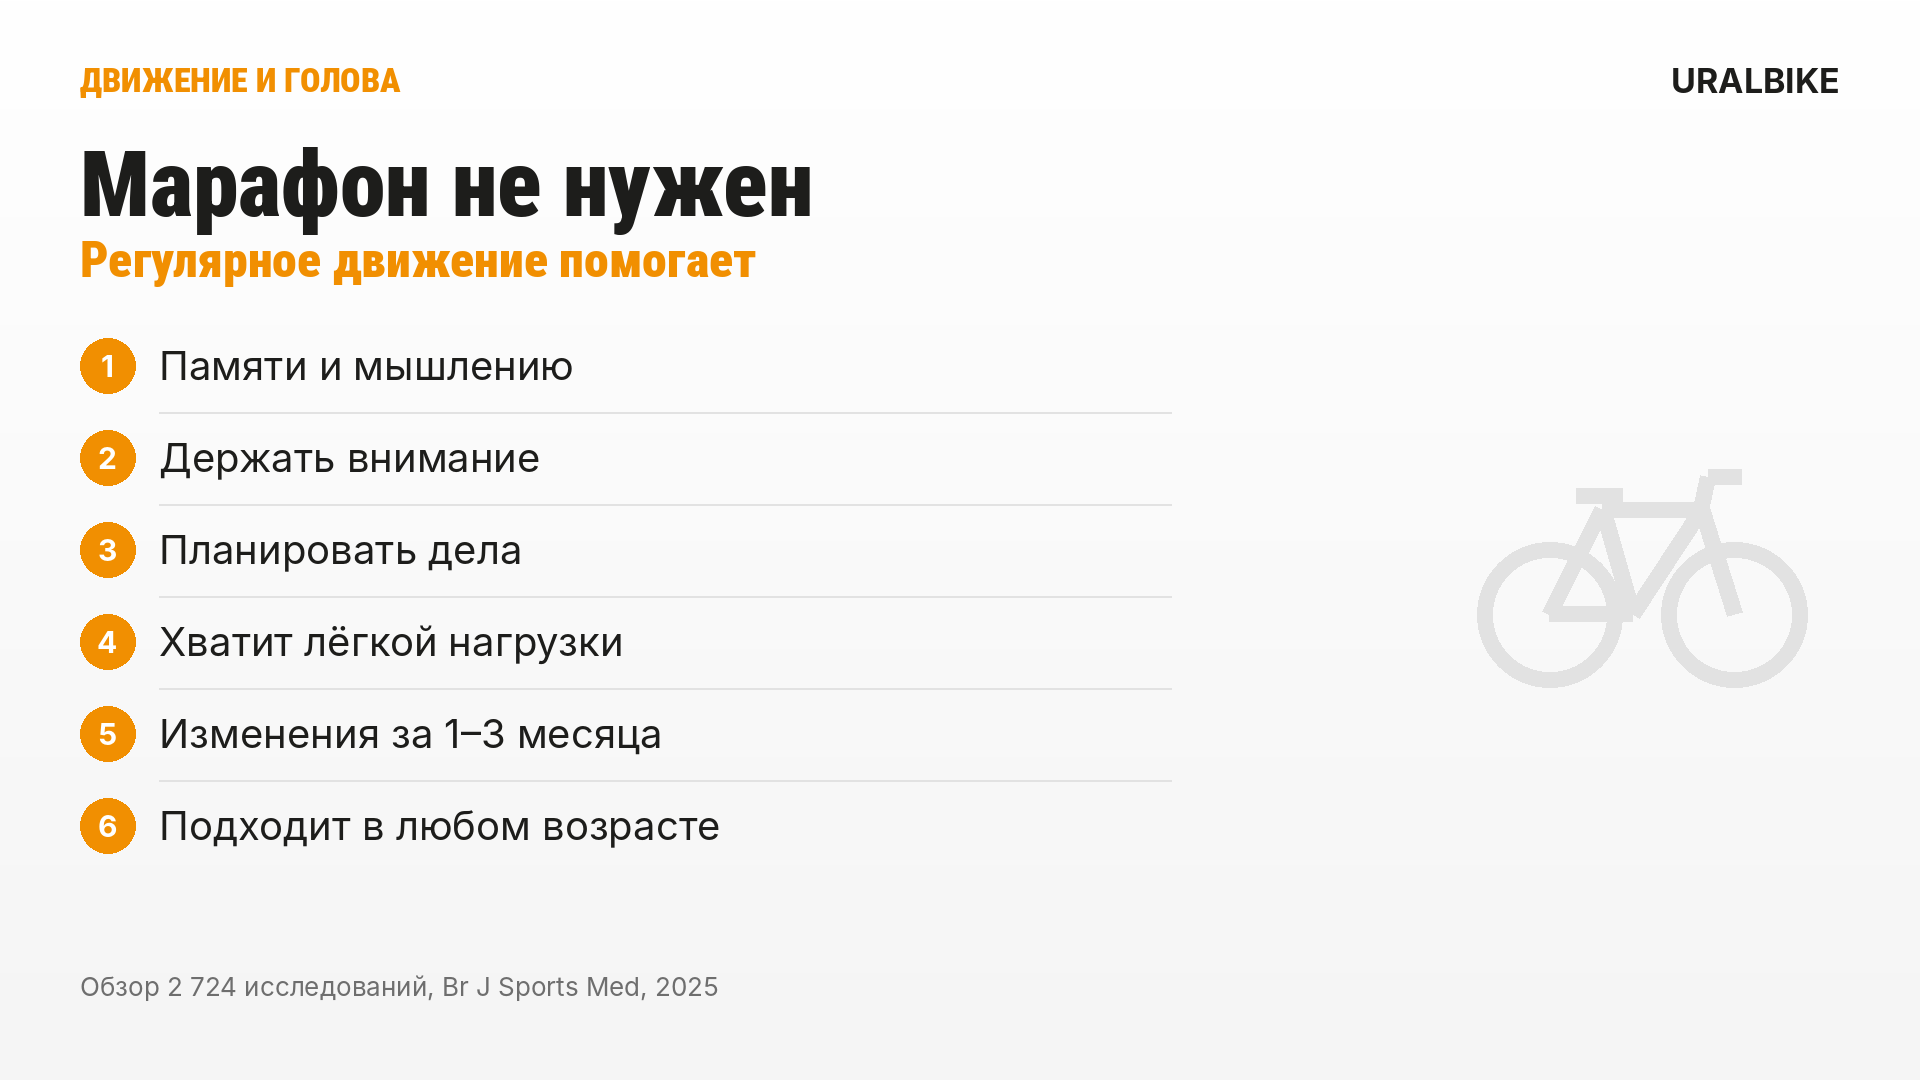 ДВИЖЕНИЕ И ГОЛОВА
URALBIKE
Марафон не нужен
Регулярное движение помогает
1 Памяти и мышлению
2 Держать внимание
3 Планировать дела
4 Хватит лёгкой нагрузки
5 Изменения за 1–3 месяца
6 Подходит в любом возрасте
Обзор 2 724 исследований, Br J Sports Med, 2025